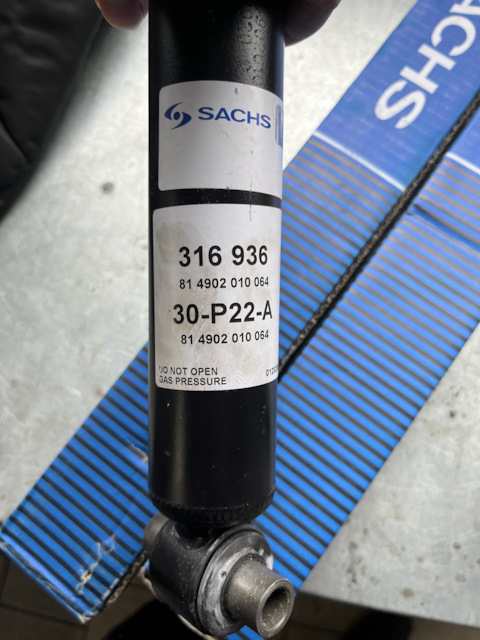 SACHS
SACHS
316 936
81 4902 010 064
30-P22-A
81 4902 010 064
DO NOT OPEN
GAS PRESSURE